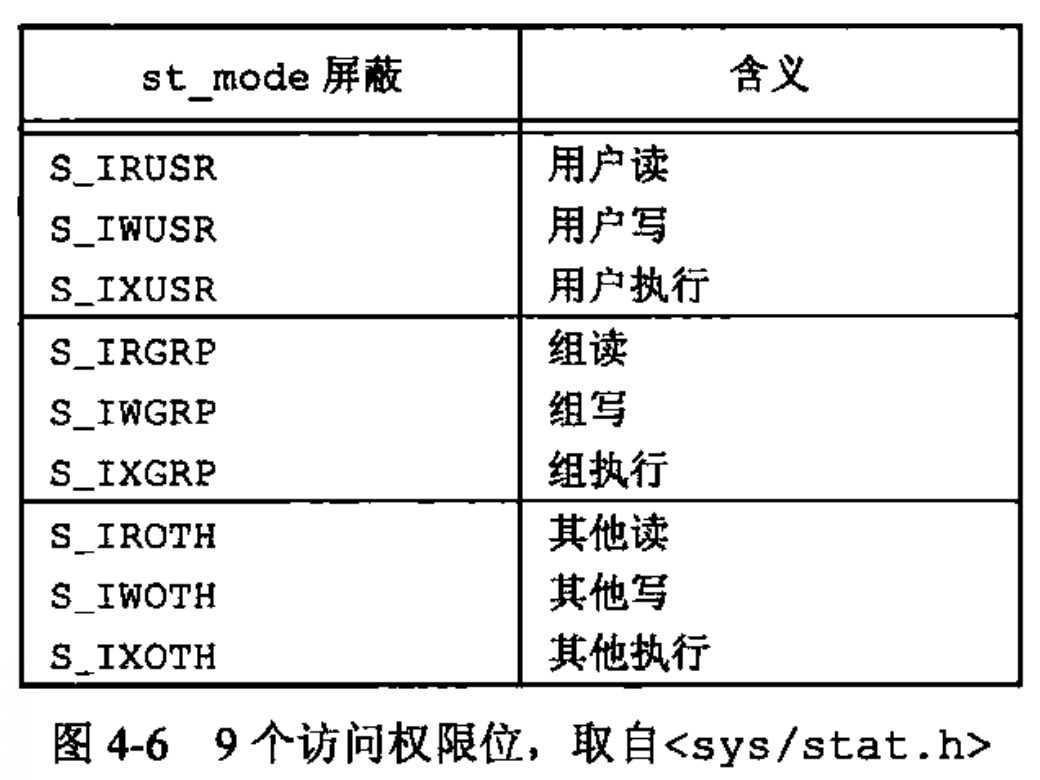 st_mode 屏蔽 含义
S_IRUSR 用户读
S_IWUSR 用户写
S_IXUSR 用户执行
S_IRGRP 组读
S_IWGRP 组写
S_IXGRP 组执行
S_IROTH 其他读
S_IWOTH 其他写
S_IXOTH 其他执行
图 4-6 9 个访问权限位，取自<sys/stat.h>